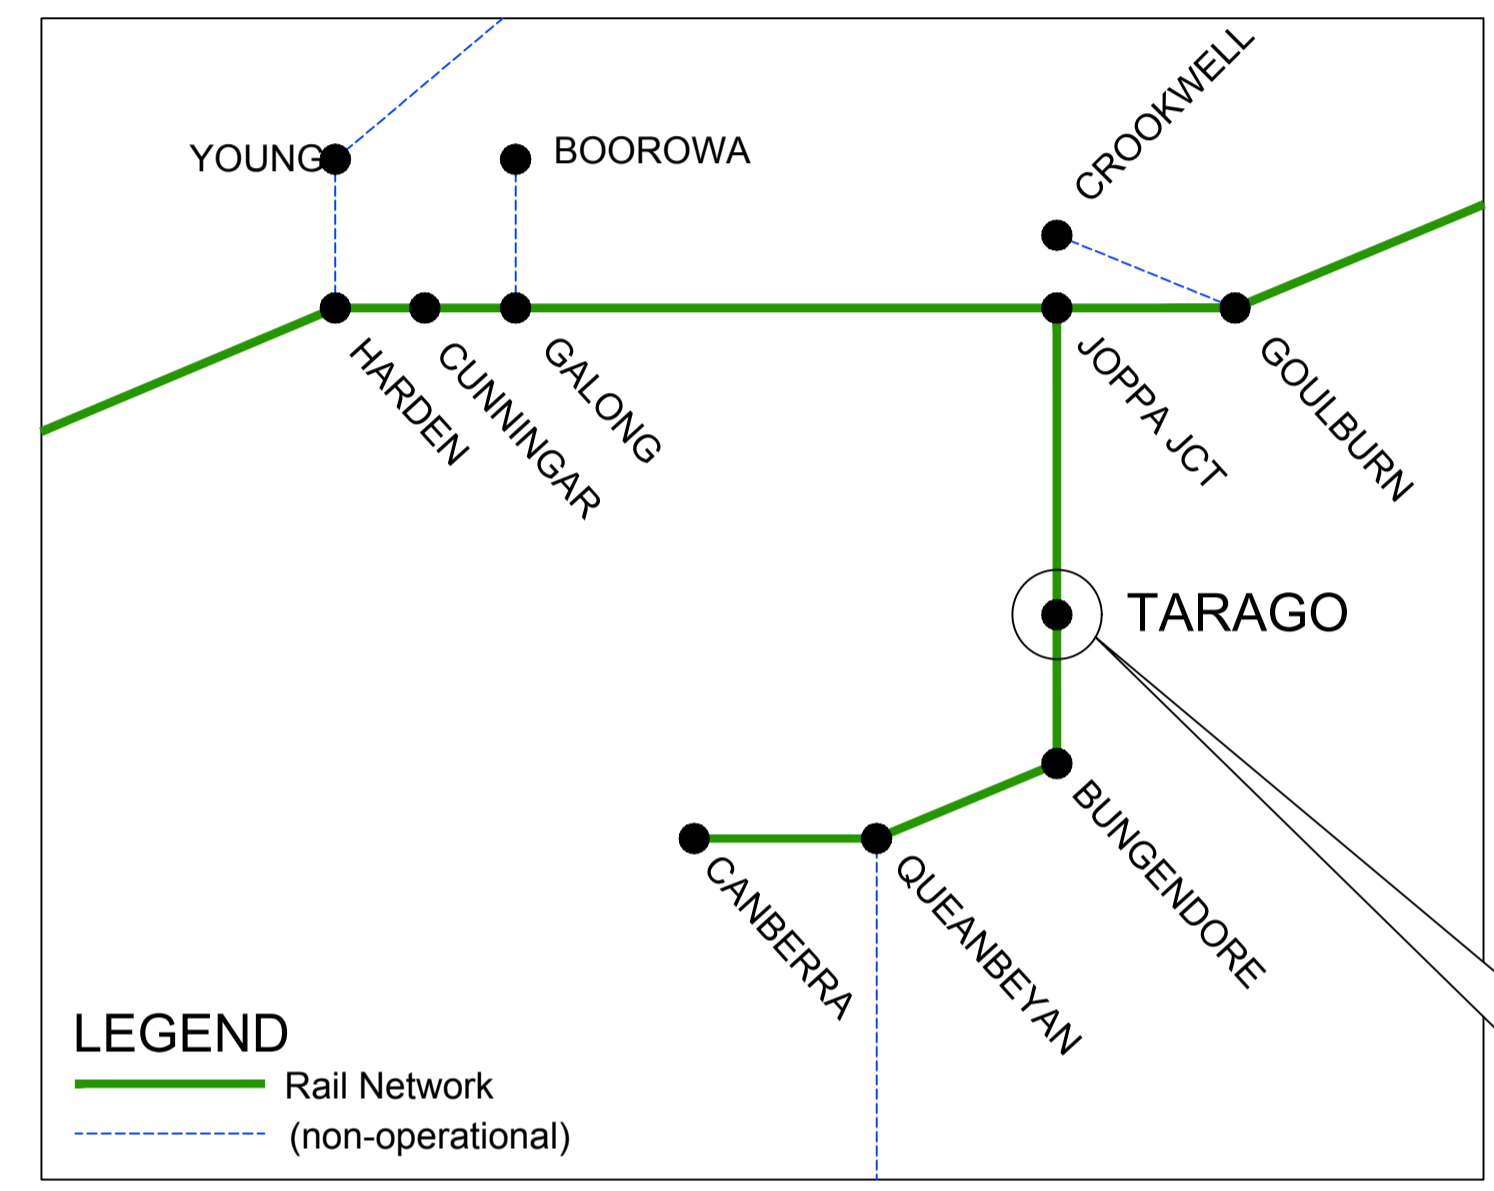 CROOKWELL
YOUNG
BOOROWA
HARDEN
CUNNINGAR
GALONG
JOPPA JCT
GOULBURN
TARAGO
BUNGENDORE
CANBERRA
QUEANBEYAN
LEGEND
Rail Network
(non-operational)